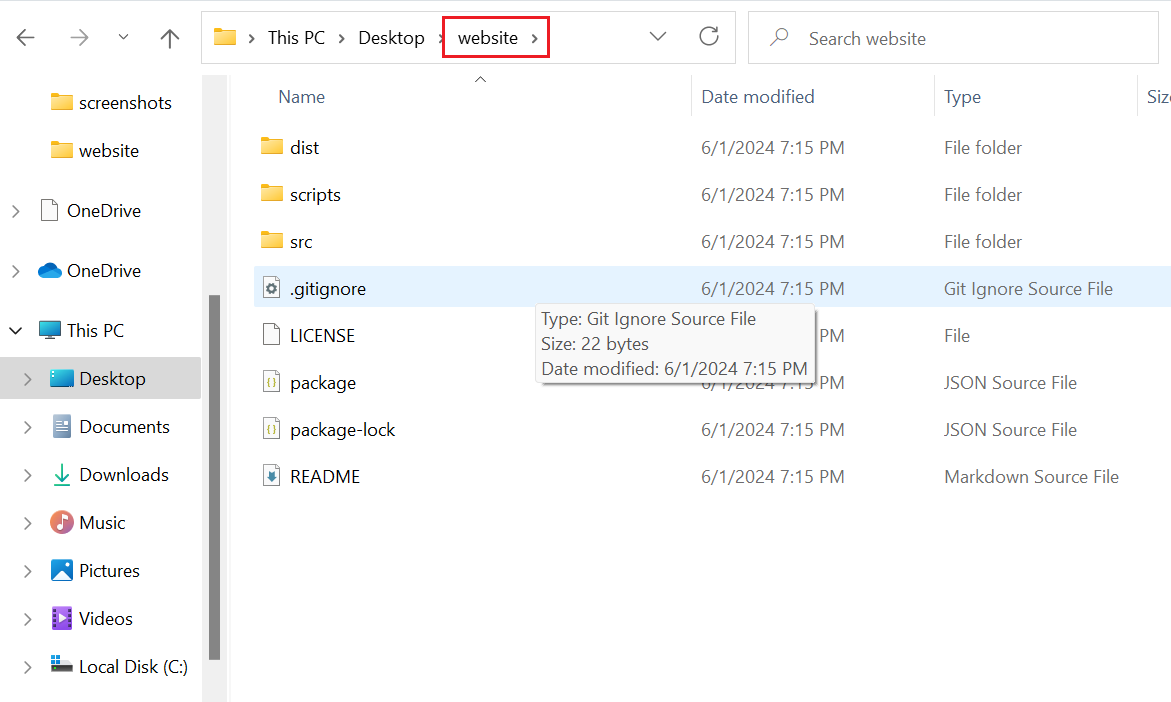 This PC
Desktop
website
Search website
screenshots
website
OneDrive
OneDrive
This PC
Desktop
Documents
Downloads
Music
Pictures
Videos
Local Disk (C:)
Name Date modified Type Siz
dist 6/1/2024 7:15 PM File folder
scripts 6/1/2024 7:15 PM File folder
src 6/1/2024 7:15 PM File folder
.gitignore 6/1/2024 7:15 PM Git Ignore Source File
LICENSE PM File
package 6/1/2024 7:15 PM JSON Source File
package-lock 6/1/2024 7:15 PM JSON Source File
README 6/1/2024 7:15 PM Markdown Source File
Type: Git Ignore Source File
Size: 22 bytes
Date modified: 6/1/2024 7:15 PM